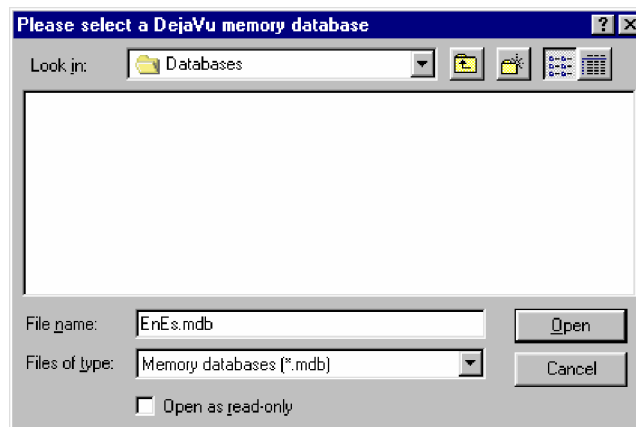 Please select a DejaVu memory database
Look in:
Databases
File name:
EnEs.mdb
Open
Files of type:
Memory databases (*.mdb)
Cancel
Open as read-only